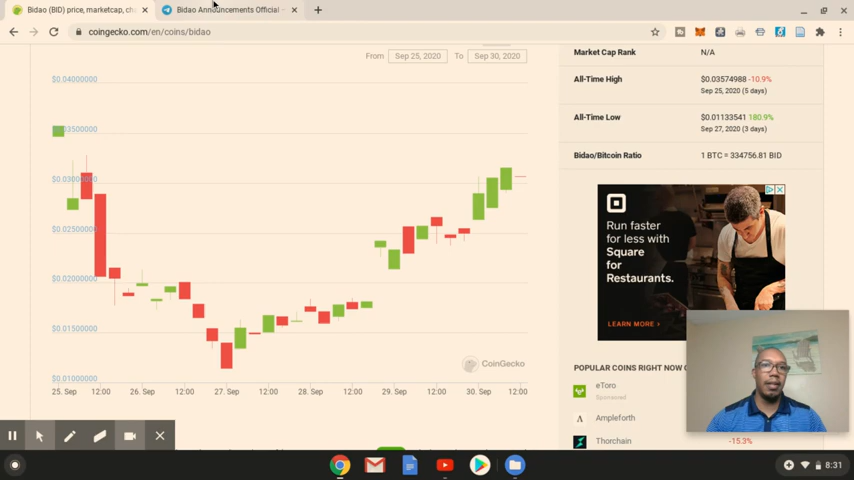 Bidao (BID) price, marketcap, cha
Bidao Announcements Official –
coingecko.com/en/coins/bidao
From Sep 25, 2020 To Sep 30, 2020
$0.04000000
$0.03500000
$0.03000000
$0.02500000
$0.02000000
$0.01500000
$0.01000000
25. Sep 12:00 26. Sep 12:00 27. Sep 12:00 28. Sep 12:00 29. Sep 12:00 30. Sep 12:00
CoinGecko
Market Cap Rank N/A
All-Time High $0.03574988 -10.9%
Sep 25, 2020 (5 days)
All-Time Low $0.01133541 180.9%
Sep 27, 2020 (3 days)
Bidao/Bitcoin Ratio 1 BTC = 334756.81 BID
Run faster
for less with
Square
for
Restaurants.
LEARN MORE ›
POPULAR COINS RIGHT NOW
eToro
Sponsored
Ampleforth
Thorchain -15.3%
8:31